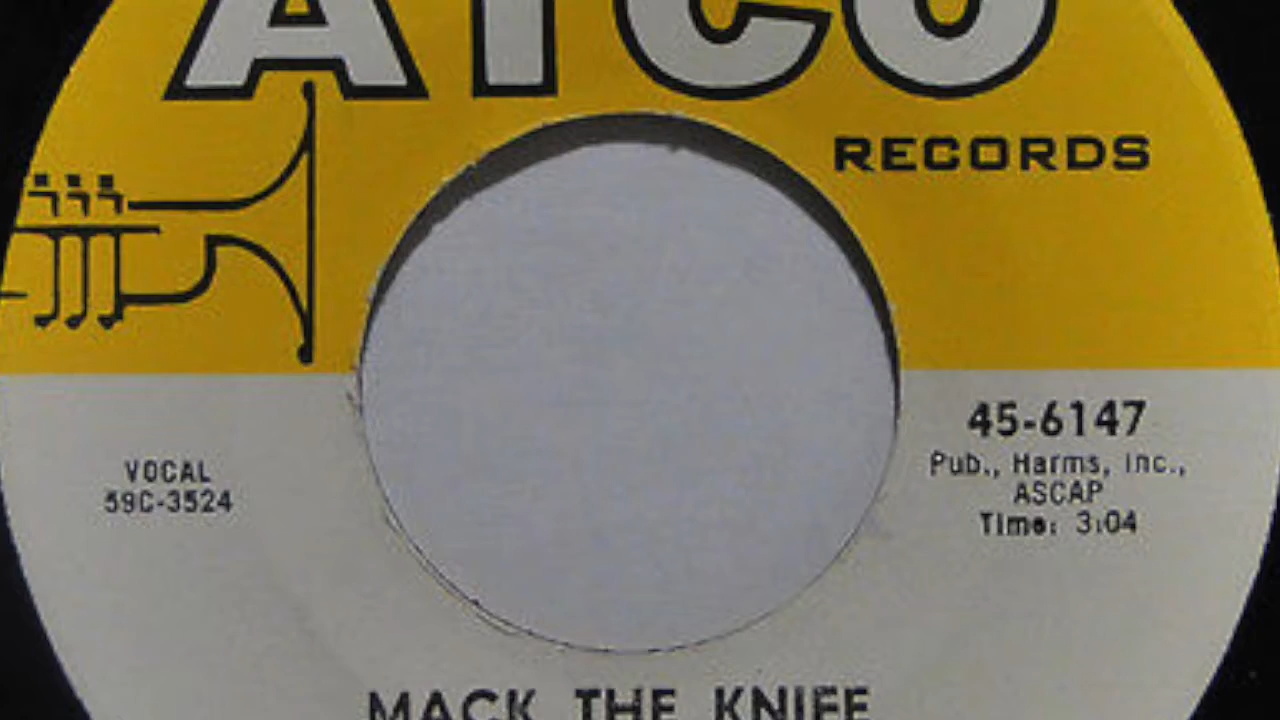 ATCO
RECORDS
45-6147
Pub., Harms, Inc.,
ASCAP
Time: 3:04
VOCAL
59C-3524
MACK THE KNIFE